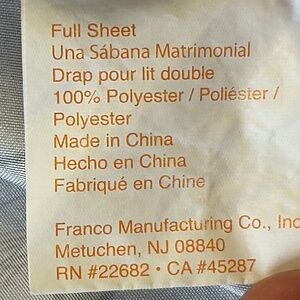 Full Sheet
Una Sábana Matrimonial
Drap pour lit double
100% Polyester / Poliéster /
Polyester
Made in China
Hecho en China
Fabriqué en Chine
Franco Manufacturing Co., Inc
Metuchen, NJ 08840
RN #22682 • CA #45287